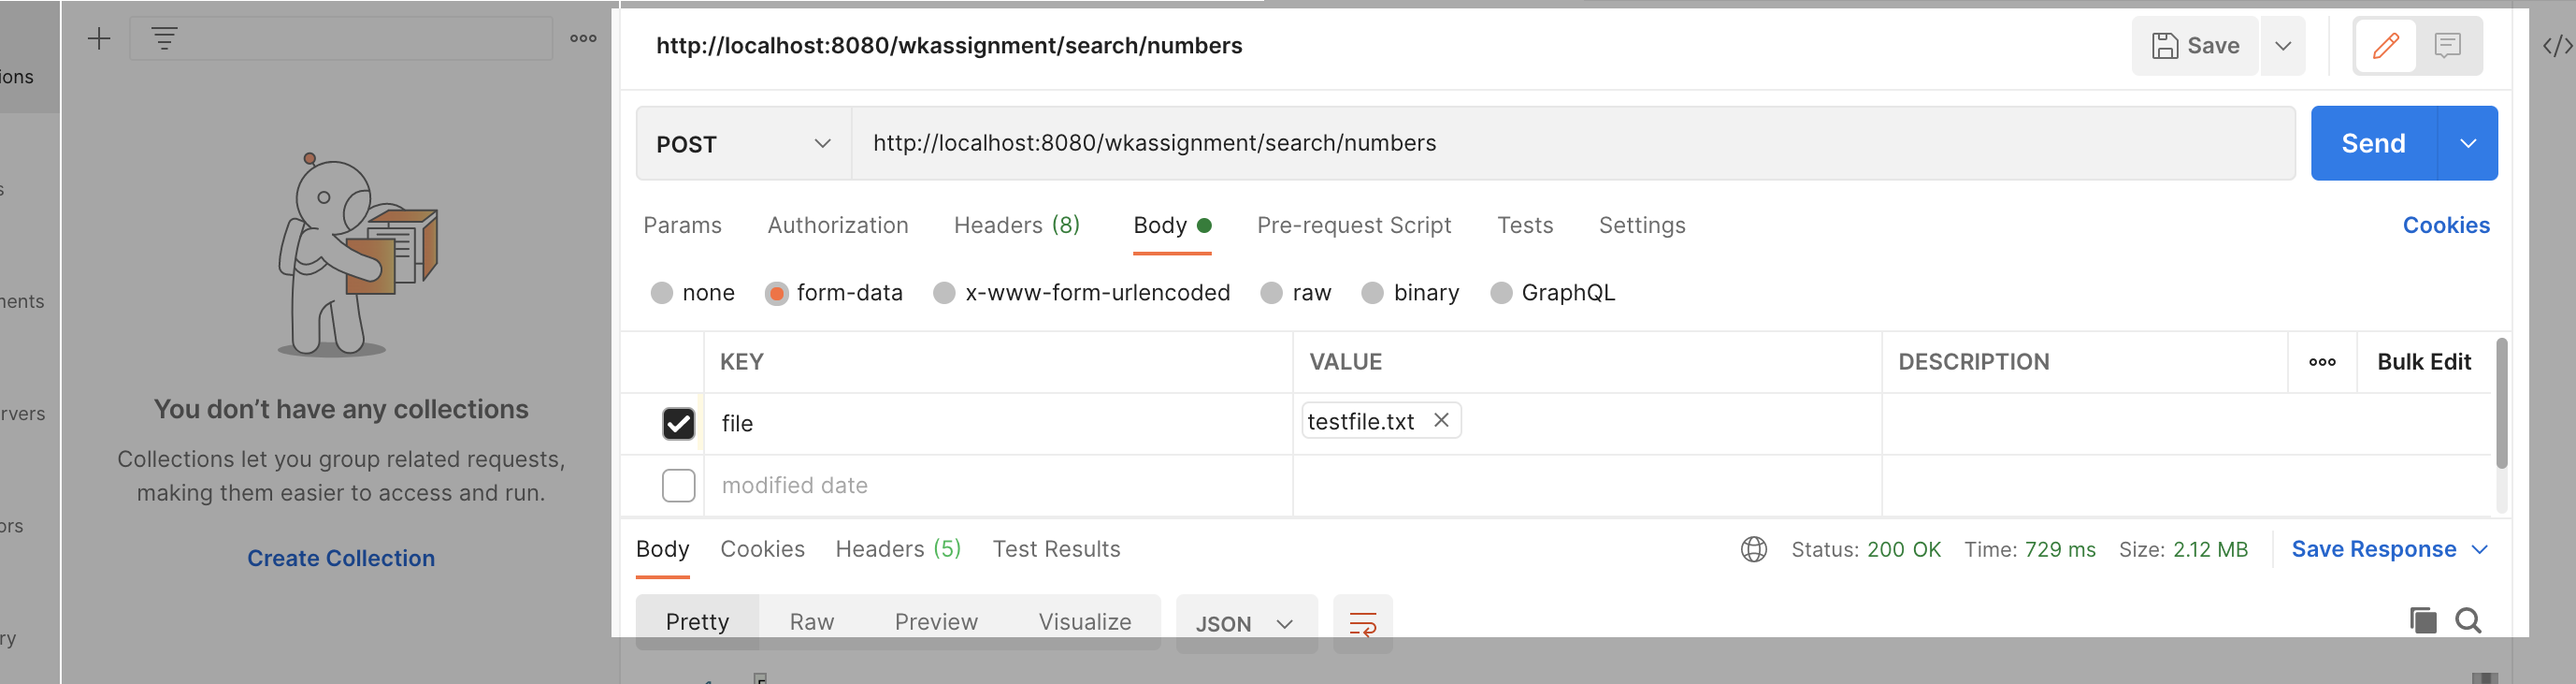 ions
s
nents
rvers
ors
ry
You don’t have any collections
Collections let you group related requests,
making them easier to access and run.
Create Collection
http://localhost:8080/wkassignment/search/numbers
Save
POST
http://localhost:8080/wkassignment/search/numbers
Send
Params Authorization Headers (8) Body Pre-request Script Tests Settings Cookies
none form-data x-www-form-urlencoded raw binary GraphQL
KEY VALUE DESCRIPTION ooo Bulk Edit
file testfile.txt
modified date
Body Cookies Headers (5) Test Results Status: 200 OK Time: 729 ms Size: 2.12 MB Save Response
Pretty Raw Preview Visualize JSON